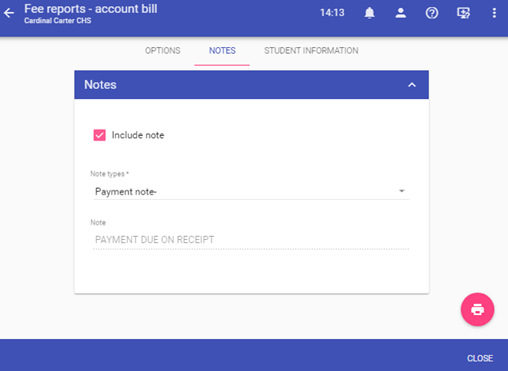 Fee reports - account bill
Cardinal Carter CHS
14:13
OPTIONS NOTES STUDENT INFORMATION
Notes
Include note
Note types *
Payment note-
Note
PAYMENT DUE ON RECEIPT
CLOSE